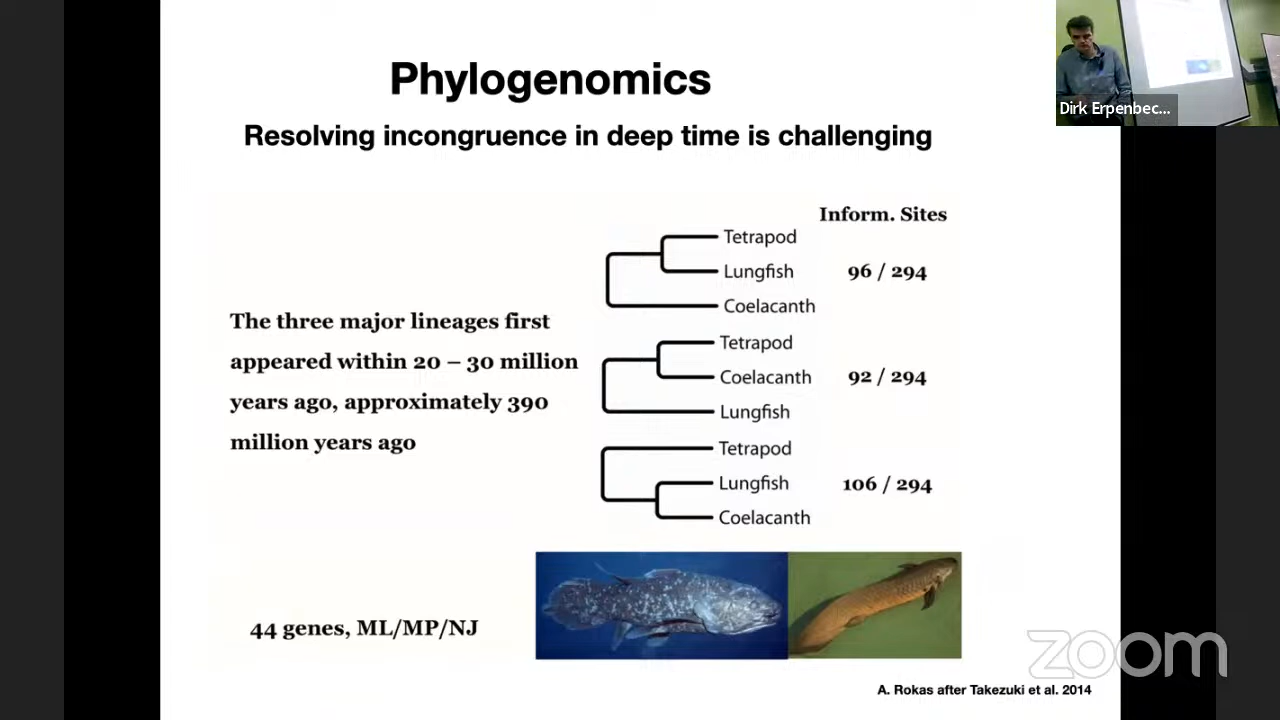 Phylogenomics
Resolving incongruence in deep time is challenging
Inform. Sites
Tetrapod
Lungfish
96 / 294
Coelacanth
The three major lineages first
appeared within 20 – 30 million
years ago, approximately 390
million years ago
Tetrapod
Coelacanth
92 / 294
Lungfish
Tetrapod
Lungfish
106 / 294
Coelacanth
44 genes, ML/MP/NJ
A. Rokas after Takezuki et al. 2014
Dirk Erpenbec...
zoom